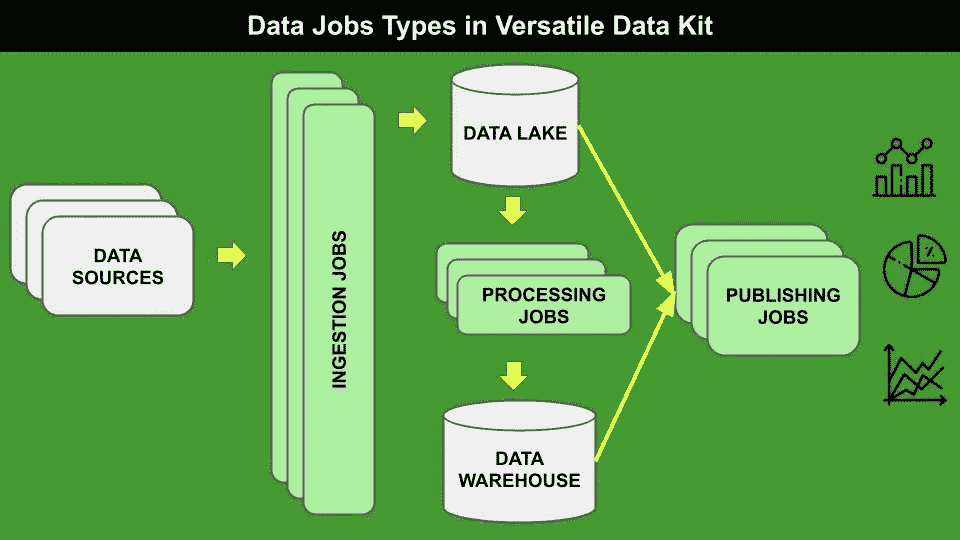 Data Jobs Types in Versatile Data Kit
DATA
SOURCES
INGESTION JOBS
DATA LAKE
PROCESSING
JOBS
DATA
WAREHOUSE
PUBLISHING
JOBS
%